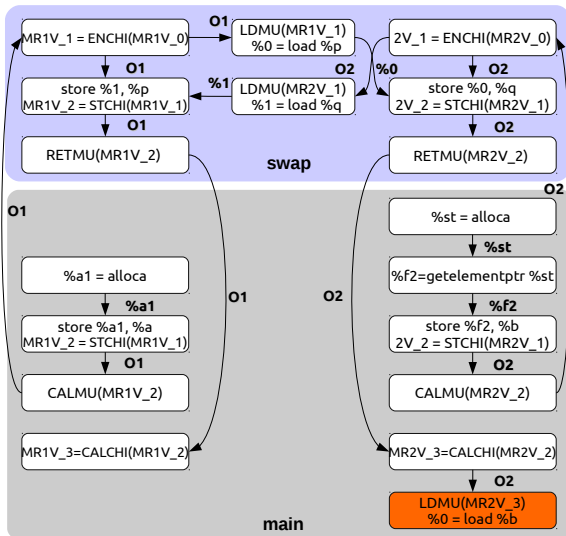 MR1V_1 = ENCHI(MR1V_0)
O1
LDMU(MR1V_1)
%0 = load %p
2V_1 = ENCHI(MR2V_0)
O1
O2
%0
O2
%1
store %1, %p
MR1V_2 = STCHI(MR1V_1)
LDMU(MR2V_1)
%1 = load %q
store %0, %q
2V_2 = STCHI(MR2V_1)
O1
O2
RETMU(MR1V_2)
swap
RETMU(MR2V_2)
O2
O1
%st = alloca
%st
%a1 = alloca
%f2=getelementptr %st
O1
O2
%a1
%f2
store %a1, %a
MR1V_2 = STCHI(MR1V_1)
store %f2, %b
2V_2 = STCHI(MR2V_1)
O1
O2
CALMU(MR1V_2)
CALMU(MR2V_2)
MR1V_3=CALCHI(MR1V_2)
MR2V_3=CALCHI(MR2V_2)
O2
LDMU(MR2V_3)
%0 = load %b
main